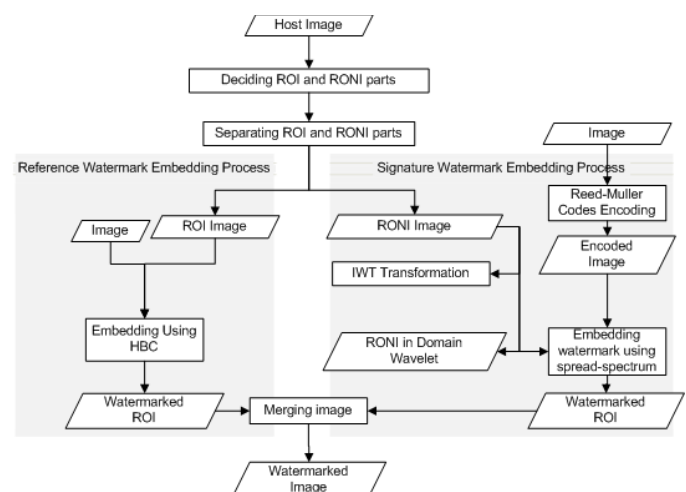 Host Image
Deciding ROI and RONI parts
Separating ROI and RONI parts
Image
Reference Watermark Embedding Process
Signature Watermark Embedding Process
Reed-Muller
Codes Encoding
Image
ROI Image
RONI Image
Encoded
Image
IWT Transformation
Embedding Using
HBC
RONI in Domain
Wavelet
Embedding
watermark using
spread-spectrum
Watermarked
ROI
Merging image
Watermarked
ROI
Watermarked
Image